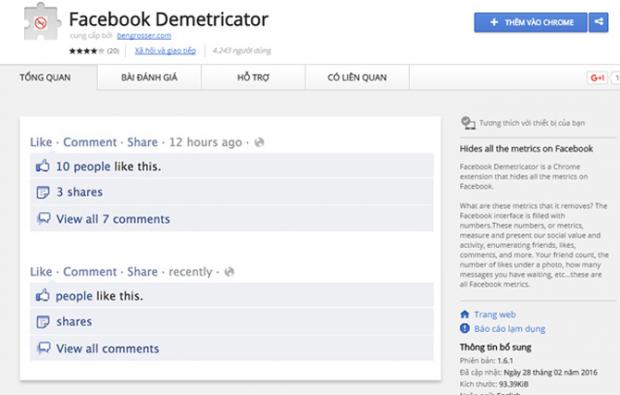 Facebook Demetricator
cung cấp bởi bengrosser.com
(20) Xã hội và giao tiếp 4.243 người dùng
+ THÊM VÀO CHROME
TỔNG QUAN BÀI ĐÁNH GIÁ HỖ TRỢ CÓ LIÊN QUAN
G+1
Like · Comment · Share · 12 hours ago ·
10 people like this.
3 shares
View all 7 comments
Like · Comment · Share · recently ·
people like this.
shares
View all comments
Tương thích với thiết bị của bạn
Hides all the metrics on Facebook
Facebook Demetricator is a Chrome
extension that hides all the metrics on
Facebook.
What are these metrics that it removes? The
Facebook interface is filled with
numbers.These numbers, or metrics,
measure and present our social value and
activity, enumerating friends, likes,
comments, and more. Your friend count, the
number of likes under a photo, how many
messages you have waiting, etc...these are
all Facebook metrics.
Trang web
Báo cáo lạm dụng
Thông tin bổ sung
Phiên bản: 1.6.1
Đã cập nhật: Ngày 28 tháng 02 năm 2016
Kích thước: 93.39KiB